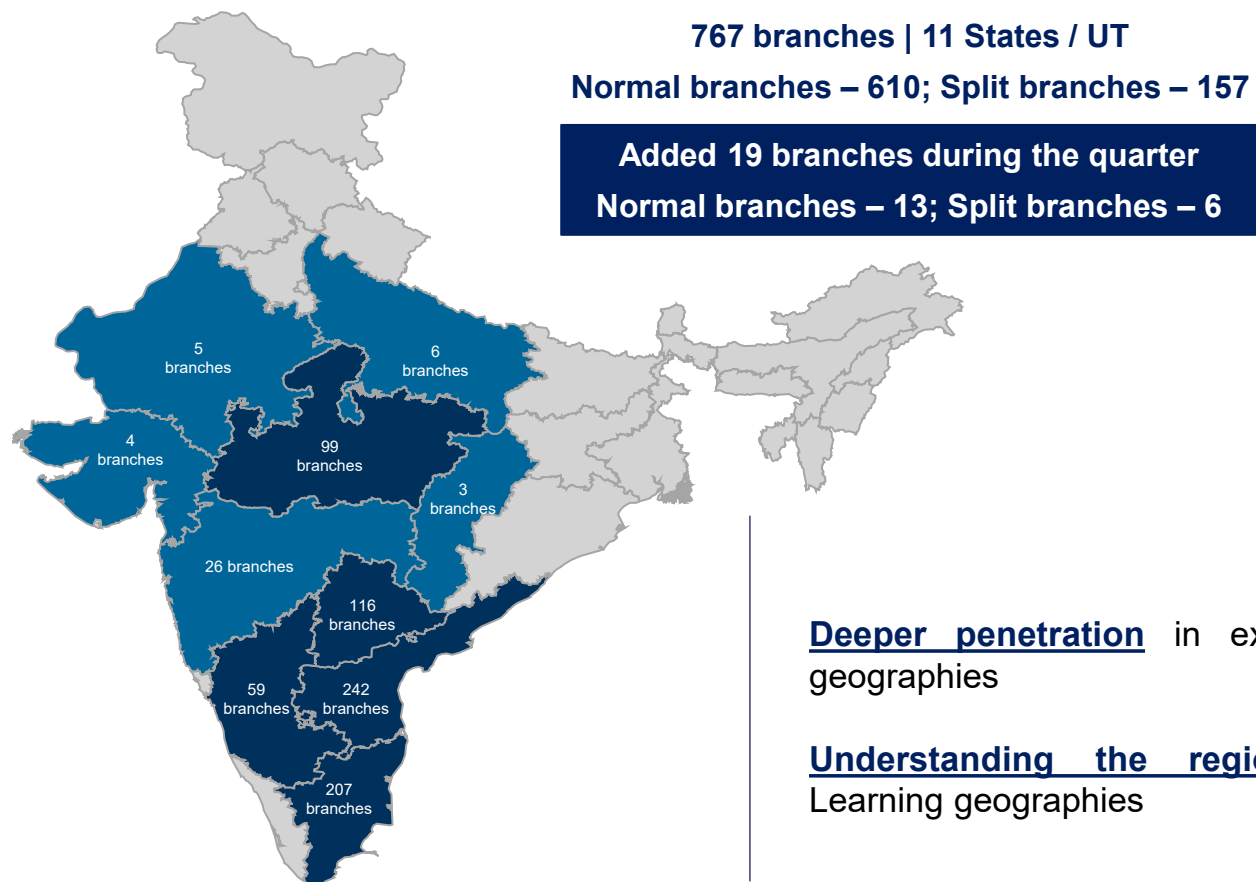 767 branches | 11 States / UT
Normal branches – 610; Split branches – 157
Added 19 branches during the quarter
Normal branches – 13; Split branches – 6
5
branches
6
branches
4
branches
99
branches
3
branches
26 branches
116
branches
59
branches
242
branches
207
branches
Deeper penetration in
geographies
Understanding the
Learning geographies